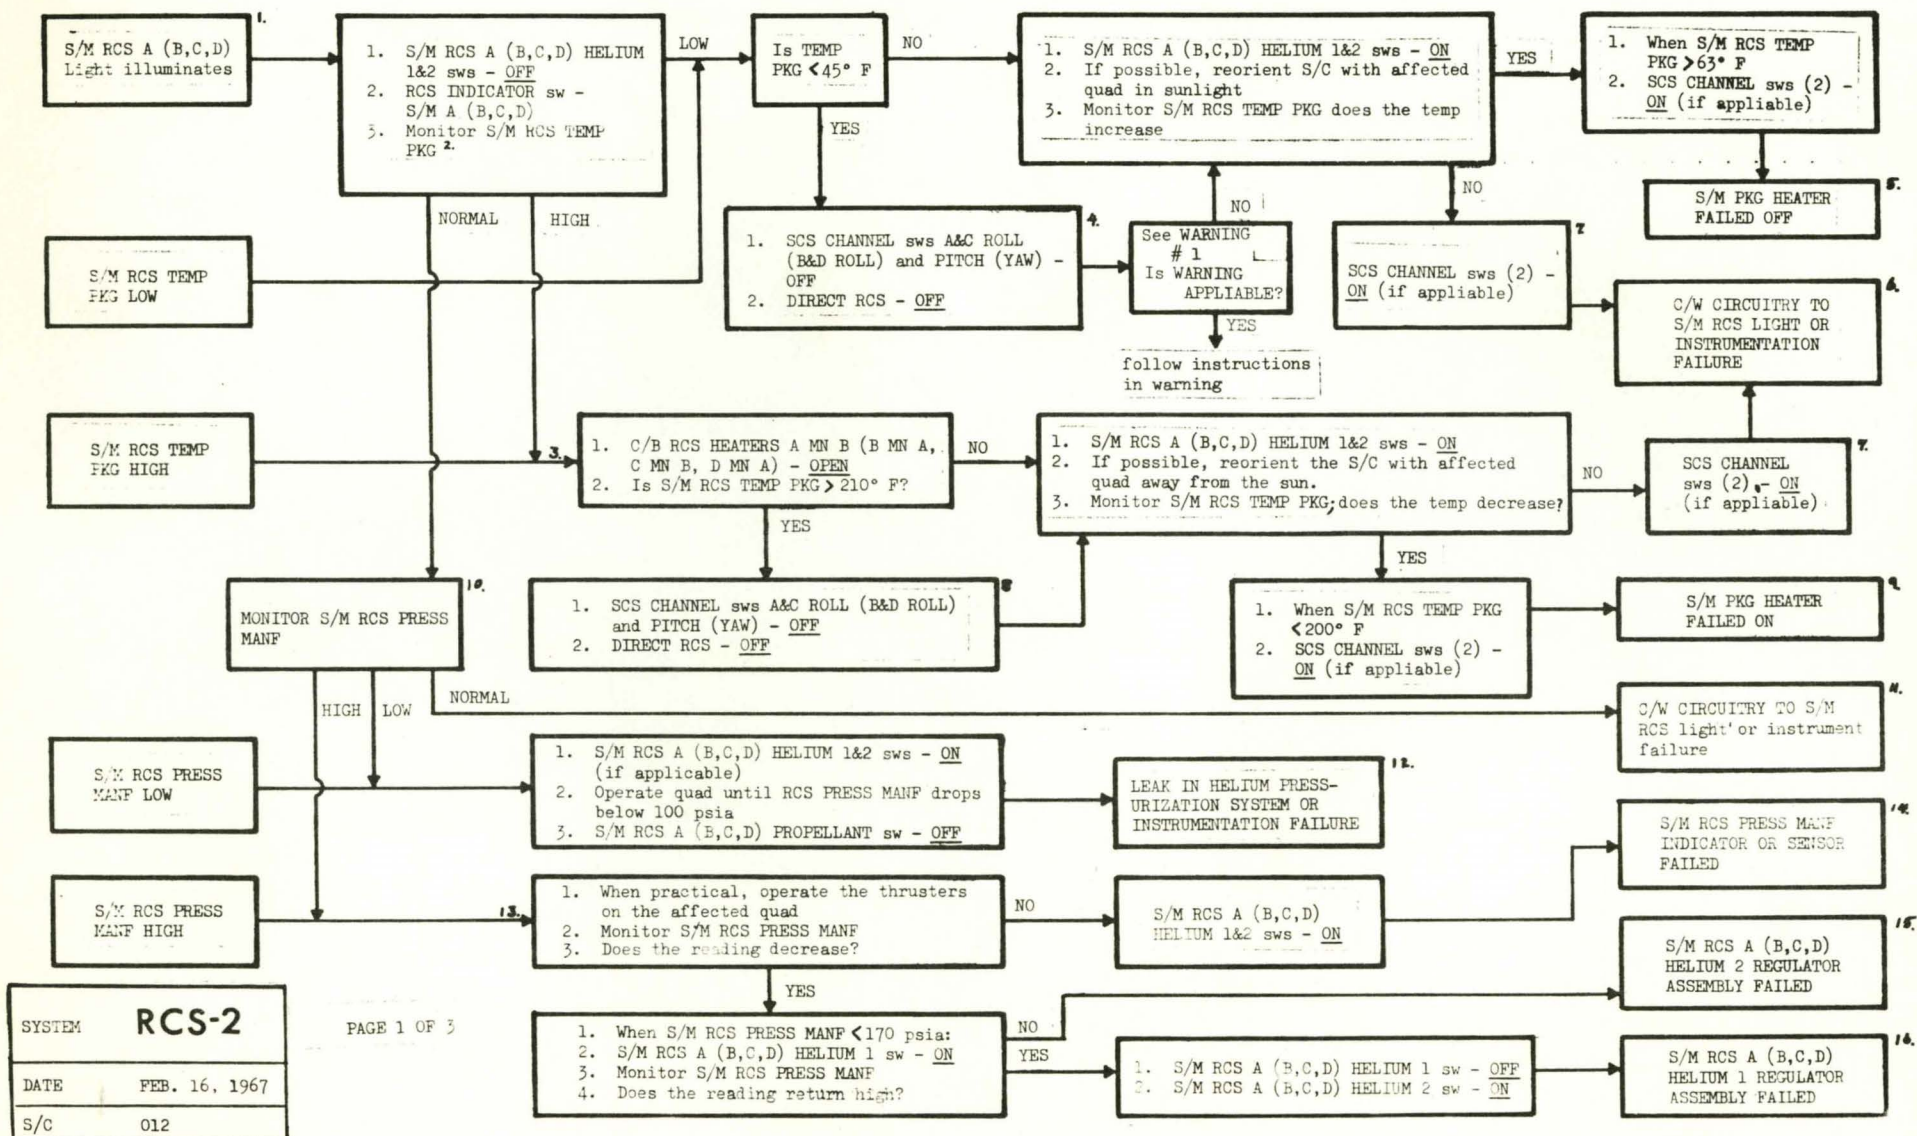 1.
S/M RCS A (B,C,D)
Light illuminates
1. S/M RCS A (B,C,D) HELIUM
1&2 sws - OFF
2. RCS INDICATOR sw -
S/M A (B,C,D)
3. Monitor S/M RCS TEMP
PKG 2.
LOW
NORMAL
HIGH
Is TEMP
PKG <45° F
NO
YES
1. S/M RCS A (B,C,D) HELIUM 1&2 sws - ON
2. If possible, reorient S/C with affected
quad in sunlight
3. Monitor S/M RCS TEMP PKG does the temp
increase
YES
NO
1. When S/M RCS TEMP
PKG >63° F
2. SCS CHANNEL sws (2) -
ON (if appliable)
5.
S/M PKG HEATER
FAILED OFF
S/M RCS TEMP
PKG LOW
4.
1. SCS CHANNEL sws A&C ROLL
(B&D ROLL) and PITCH (YAW) -
OFF
2. DIRECT RCS - OFF
NO
See WARNING
# 1
Is WARNING
APPLIABLE?
YES
follow instructions
in warning
7.
SCS CHANNEL sws (2) -
ON (if appliable)
6.
C/W CIRCUITRY TO
S/M RCS LIGHT OR
INSTRUMENTATION
FAILURE
S/M RCS TEMP
PKG HIGH
3.
1. C/B RCS HEATERS A MN B (B MN A,
C MN B, D MN A) - OPEN
2. Is S/M RCS TEMP PKG > 210° F?
NO
YES
1. S/M RCS A (B,C,D) HELIUM 1&2 sws - ON
2. If possible, reorient the S/C with affected
quad away from the sun.
3. Monitor S/M RCS TEMP PKG; does the temp decrease?
NO
YES
7.
SCS CHANNEL
sws (2) - ON
(if appliable)
10.
MONITOR S/M RCS PRESS
MANF
HIGH
LOW
NORMAL
8
1. SCS CHANNEL sws A&C ROLL (B&D ROLL)
and PITCH (YAW) - OFF
2. DIRECT RCS - OFF
1. When S/M RCS TEMP PKG
<200° F
2. SCS CHANNEL sws (2) -
ON (if appliable)
9.
S/M PKG HEATER
FAILED ON
11.
C/W CIRCUITRY TO S/M
RCS light or instrument
failure
S/M RCS PRESS
MANF LOW
1. S/M RCS A (B,C,D) HELIUM 1&2 sws - ON
(if applicable)
2. Operate quad until RCS PRESS MANF drops
below 100 psia
3. S/M RCS A (B,C,D) PROPELLANT sw - OFF
12.
LEAK IN HELIUM PRESS-
URIZATION SYSTEM OR
INSTRUMENTATION FAILURE
14.
S/M RCS PRESS MANF
INDICATOR OR SENSOR
FAILED
S/M RCS PRESS
MANF HIGH
13.
1. When practical, operate the thrusters
on the affected quad
2. Monitor S/M RCS PRESS MANF
3. Does the reading decrease?
NO
YES
S/M RCS A (B,C,D)
HELIUM 1&2 sws - ON
15.
S/M RCS A (B,C,D)
HELIUM 2 REGULATOR
ASSEMBLY FAILED
1. When S/M RCS PRESS MANF <170 psia:
2. S/M RCS A (B,C,D) HELIUM 1 sw - ON
3. Monitor S/M RCS PRESS MANF
4. Does the reading return high?
NO
YES
1. S/M RCS A (B,C,D) HELIUM 1 sw - OFF
2. S/M RCS A (B,C,D) HELIUM 2 sw - ON
16.
S/M RCS A (B,C,D)
HELIUM 1 REGULATOR
ASSEMBLY FAILED
SYSTEM RCS-2
DATE FEB. 16, 1967
S/C 012
PAGE 1 OF 3